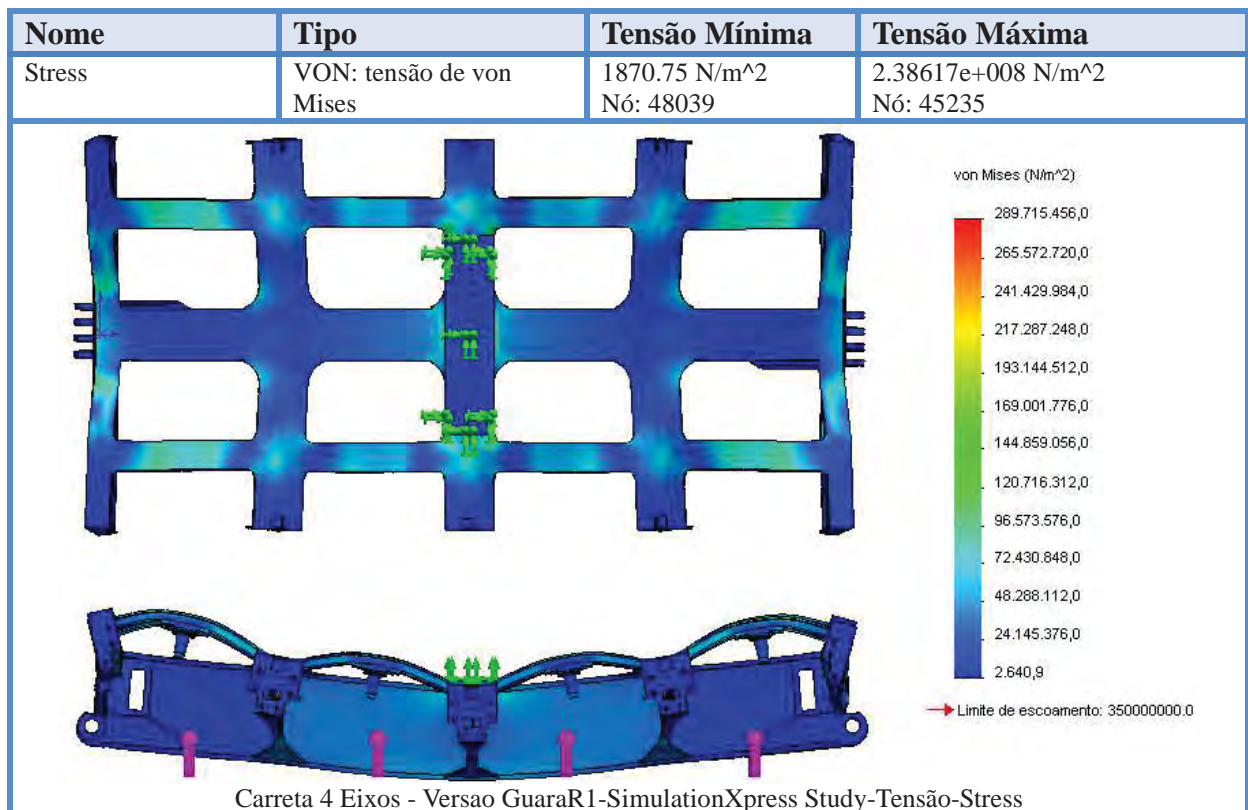 Nome Tipo Tensão Mínima Tensão Máxima
Stress VON: tensão de von 1870.75 N/m^2 2.38617e+008 N/m^2
Mises Nó: 48039 Nó: 45235
von Mises (N/m^2)
289.715.456,0
265.572.720,0
241.429.984,0
217.287.248,0
193.144.512,0
169.001.776,0
144.859.056,0
120.716.312,0
96.573.576,0
72.430.848,0
48.288.112,0
24.145.376,0
2.640,9
Limite de escoamento: 350000000.0
Carreta 4 Eixos - Versao GuaraR1-SimulationXpress Study-Tensão-Stress